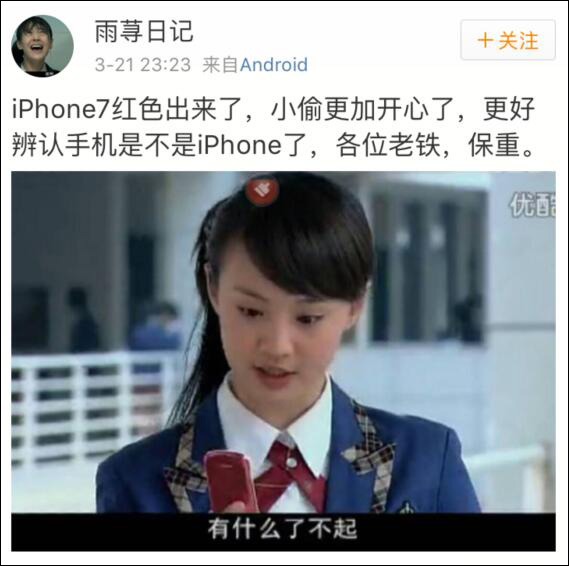 雨荨日记
+关注
3-21 23:23 来自Android
iPhone7红色出来了，小偷更加开心了，更好
辨认手机是不是iPhone了，各位老铁，保重。
优酷
有什么了不起